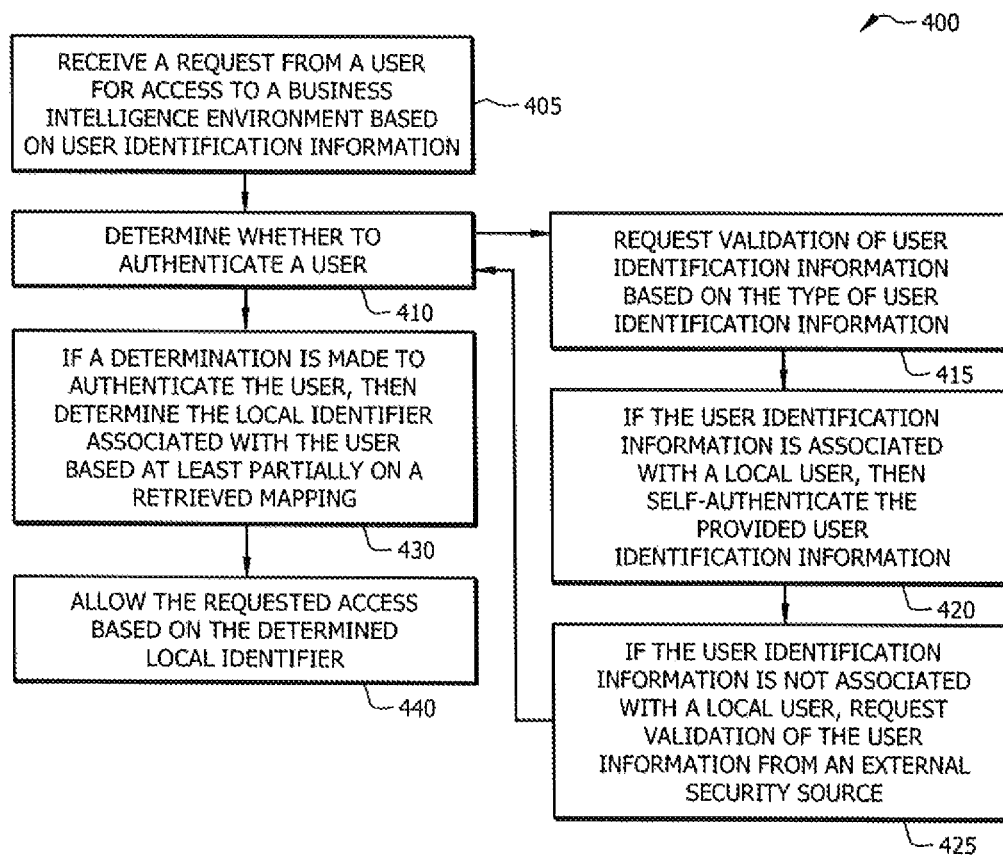 400
RECEIVE A REQUEST FROM A USER
FOR ACCESS TO A BUSINESS
INTELLIGENCE ENVIRONMENT BASED
ON USER IDENTIFICATION INFORMATION
405
DETERMINE WHETHER TO
AUTHENTICATE A USER
410
REQUEST VALIDATION OF USER
IDENTIFICATION INFORMATION
BASED ON THE TYPE OF USER
IDENTIFICATION INFORMATION
415
IF THE USER IDENTIFICATION
INFORMATION IS ASSOCIATED
WITH A LOCAL USER, THEN
SELF-AUTHENTICATE THE
PROVIDED USER
IDENTIFICATION INFORMATION
420
IF THE USER IDENTIFICATION
INFORMATION IS NOT ASSOCIATED
WITH A LOCAL USER, REQUEST
VALIDATION OF THE USER
INFORMATION FROM AN EXTERNAL
SECURITY SOURCE
425
IF A DETERMINATION IS MADE TO
AUTHENTICATE THE USER, THEN
DETERMINE THE LOCAL IDENTIFIER
ASSOCIATED WITH THE USER
BASED AT LEAST PARTIALLY ON A
RETRIEVED MAPPING
430
ALLOW THE REQUESTED ACCESS
BASED ON THE DETERMINED
LOCAL IDENTIFIER
440